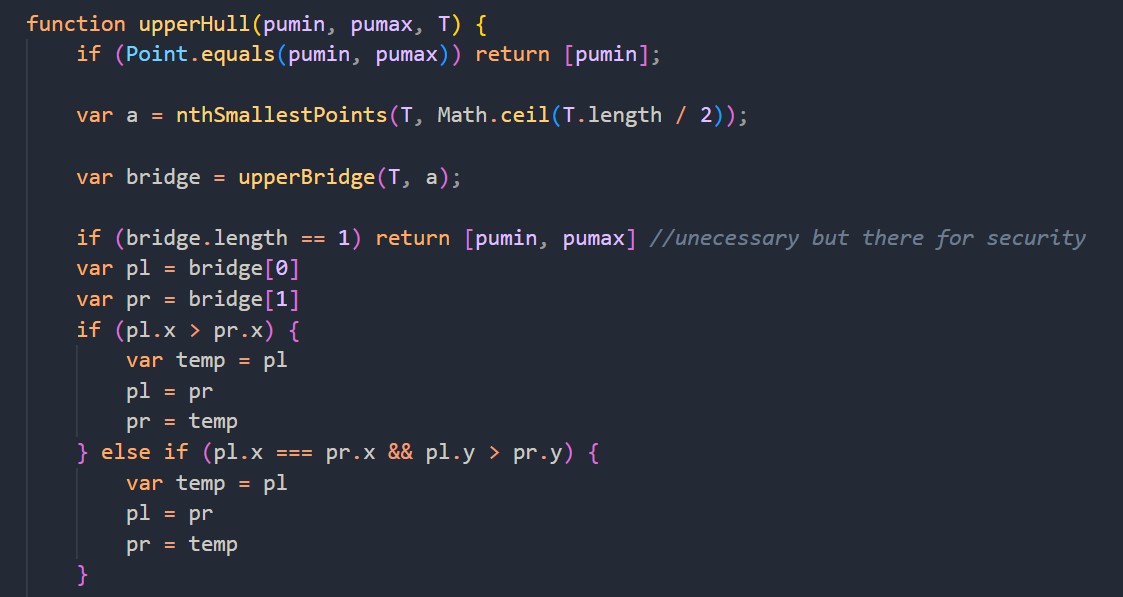 function upperHull(pumin, pumax, T) {
if (Point.equals(pumin, pumax)) return [pumin];
var a = nthSmallestPoints(T, Math.ceil(T.length / 2));
var bridge = upperBridge(T, a);
if (bridge.length == 1) return [pumin, pumax] //unecessary but there for security
var pl = bridge[0]
var pr = bridge[1]
if (pl.x > pr.x) {
var temp = pl
pl = pr
pr = temp
} else if (pl.x === pr.x && pl.y > pr.y) {
var temp = pl
pl = pr
pr = temp
}